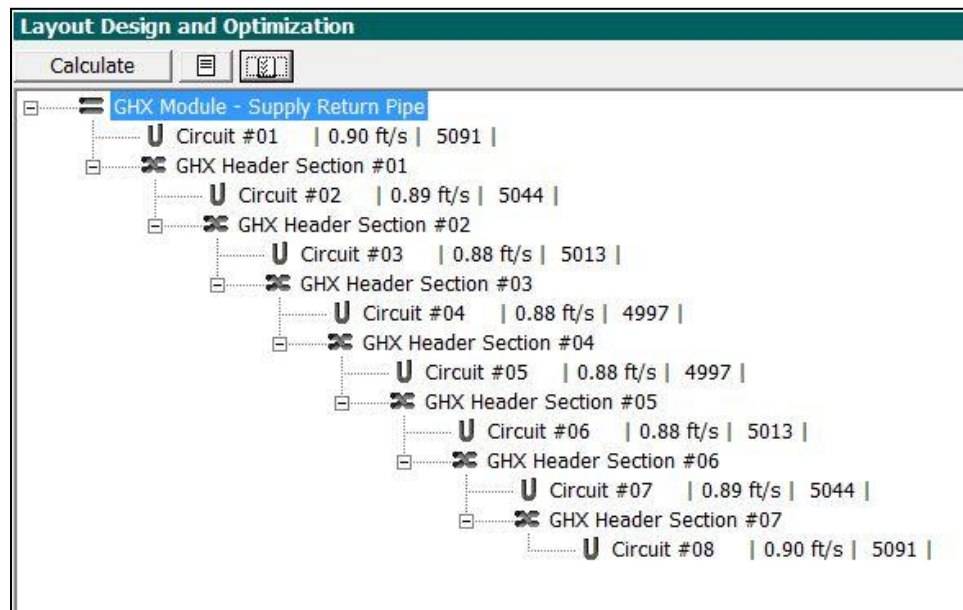 Layout Design and Optimization
Calculate
GHX Module - Supply Return Pipe
Circuit #01 | 0.90 ft/s | 5091 |
GHX Header Section #01
Circuit #02 | 0.89 ft/s | 5044 |
GHX Header Section #02
Circuit #03 | 0.88 ft/s | 5013 |
GHX Header Section #03
Circuit #04 | 0.88 ft/s | 4997 |
GHX Header Section #04
Circuit #05 | 0.88 ft/s | 4997 |
GHX Header Section #05
Circuit #06 | 0.88 ft/s | 5013 |
GHX Header Section #06
Circuit #07 | 0.89 ft/s | 5044 |
GHX Header Section #07
Circuit #08 | 0.90 ft/s | 5091 |